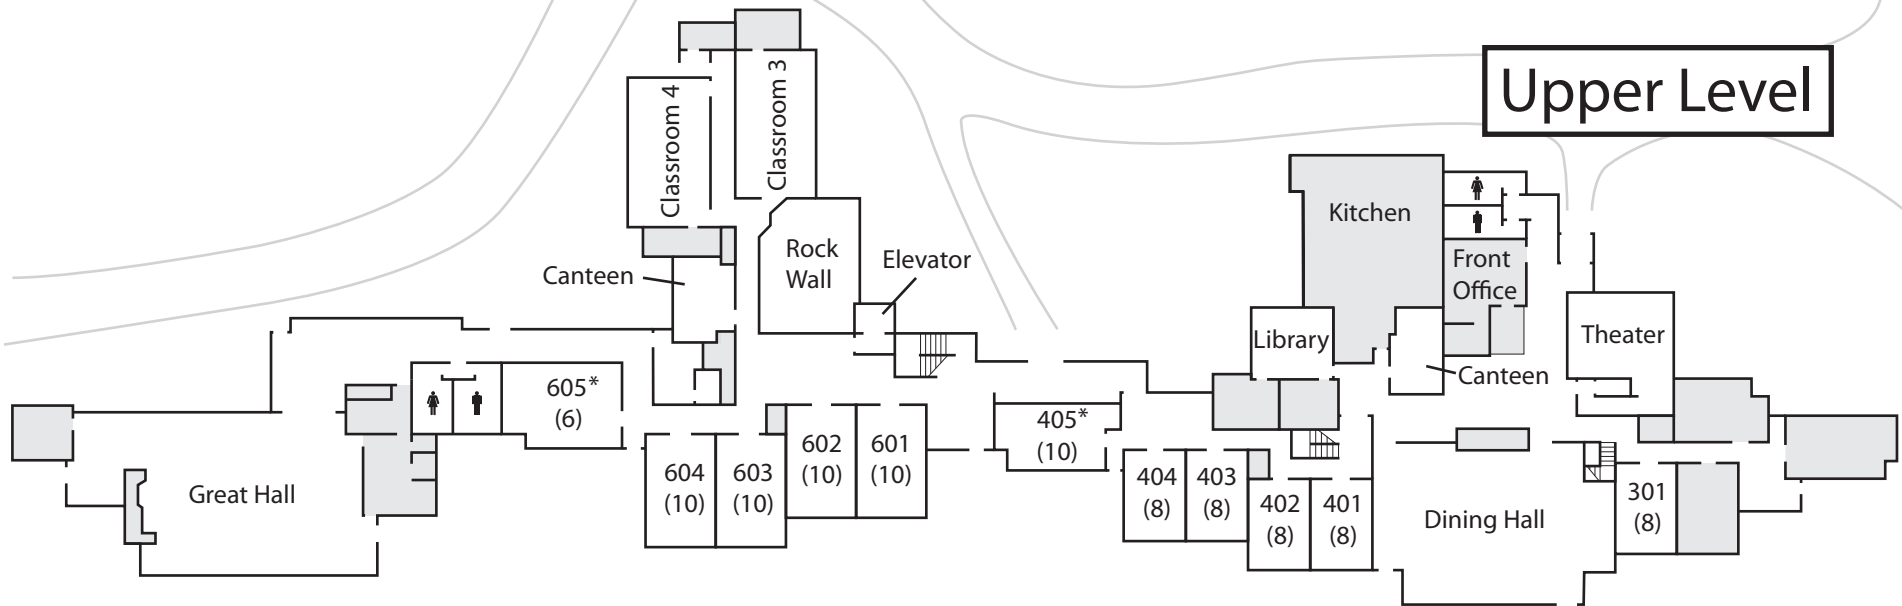 Upper Level
Classroom 4
Classroom 3
Kitchen
Rock
Wall
Elevator
Canteen
Front
Office
Library
Theater
Canteen
605*
(6)
405*
(10)
604
(10)
603
(10)
602
(10)
601
(10)
404
(8)
403
(8)
402
(8)
401
(8)
Great Hall
Dining Hall
301
(8)